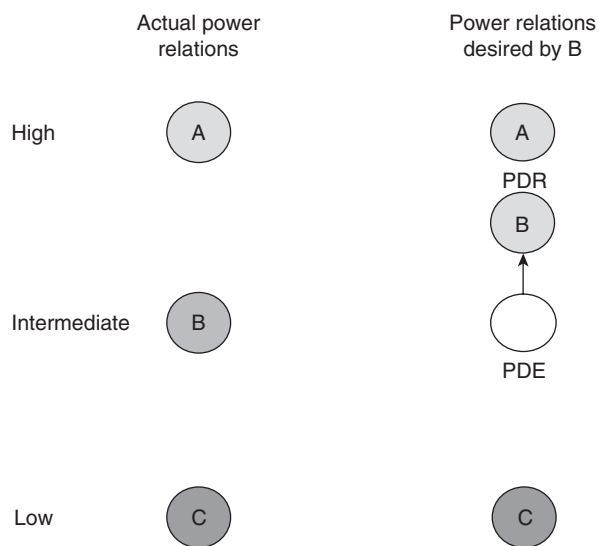 Actual power
relations
Power relations
desired by B
High
A
A
PDR
B
Intermediate
B
PDE
Low
C
C